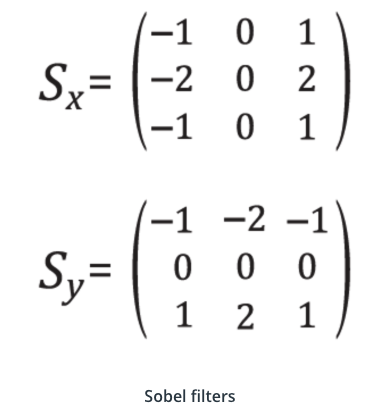 −1 0 1
Sx= −2 0 2
−1 0 1
−1 −2 −1
Sy= 0 0 0
1 2 1
Sobel filters